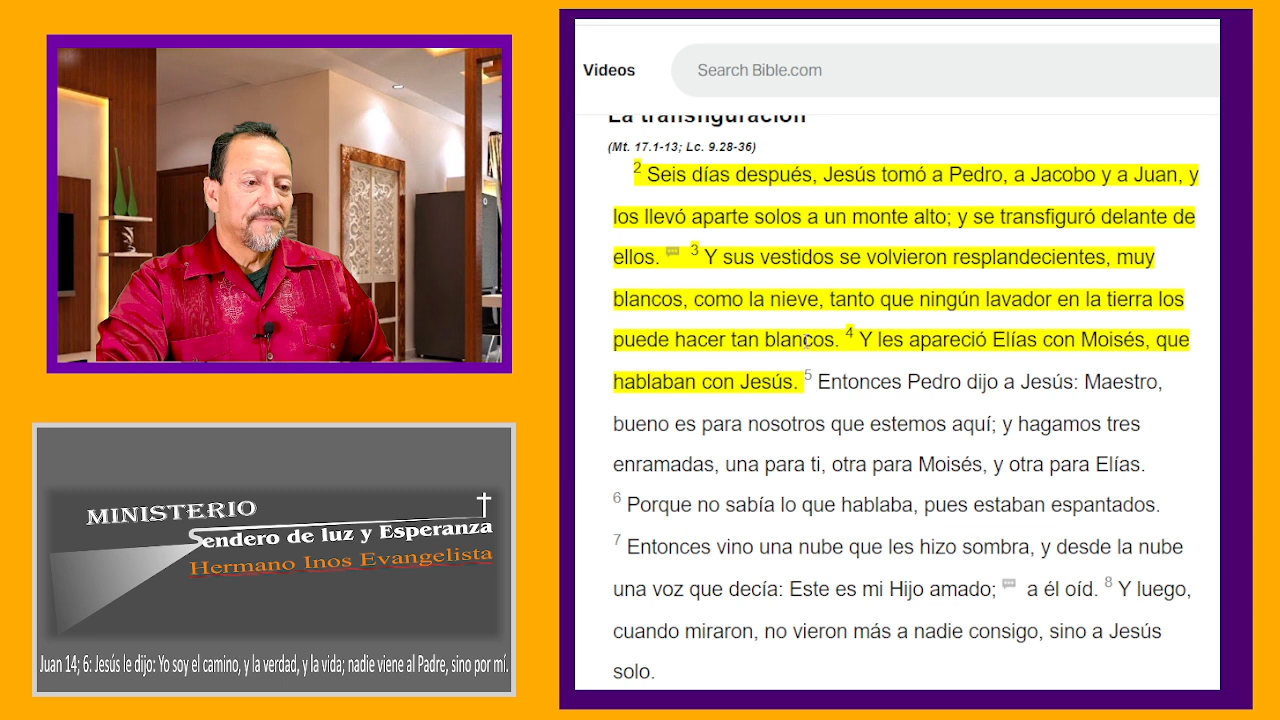 Videos
Search Bible.com
La transfiguración
(Mt. 17.1-13; Lc. 9.28-36)
2 Seis días después, Jesús tomó a Pedro, a Jacobo y a Juan, y
los llevó aparte solos a un monte alto; y se transfiguró delante de
ellos. 3 Y sus vestidos se volvieron resplandecientes, muy
blancos, como la nieve, tanto que ningún lavador en la tierra los
puede hacer tan blancos. 4 Y les apareció Elías con Moisés, que
hablaban con Jesús. 5 Entonces Pedro dijo a Jesús: Maestro,
bueno es para nosotros que estemos aquí; y hagamos tres
enramadas, una para ti, otra para Moisés, y otra para Elías.
6 Porque no sabía lo que hablaba, pues estaban espantados.
7 Entonces vino una nube que les hizo sombra, y desde la nube
una voz que decía: Este es mi Hijo amado; a él oíd. 8 Y luego,
cuando miraron, no vieron más a nadie consigo, sino a Jesús
solo.
MINISTERIO
Sendero de luz y Esperanza
Hermano Inos Evangelista
Juan 14; 6: Jesús le dijo: Yo soy el camino, y la verdad, y la vida; nadie viene al Padre, sino por mí.